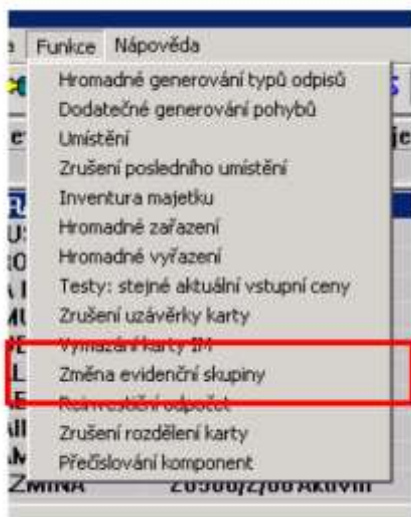 Funkce Nápověda
Hromadné generování typů odpisů
Dodatečné generování pohybů
Umístění
Zrušení posledního umístění
Inventura majetku
Hromadné zařazení
Hromadné vyřazení
Testy: stejné aktuální vstupní ceny
Zrušení uzávěrky karty
Vymazání karty IM
Změna evidenční skupiny
Reinvestiční odpočet
Zrušení rozdělení karty
Přečíslování komponent